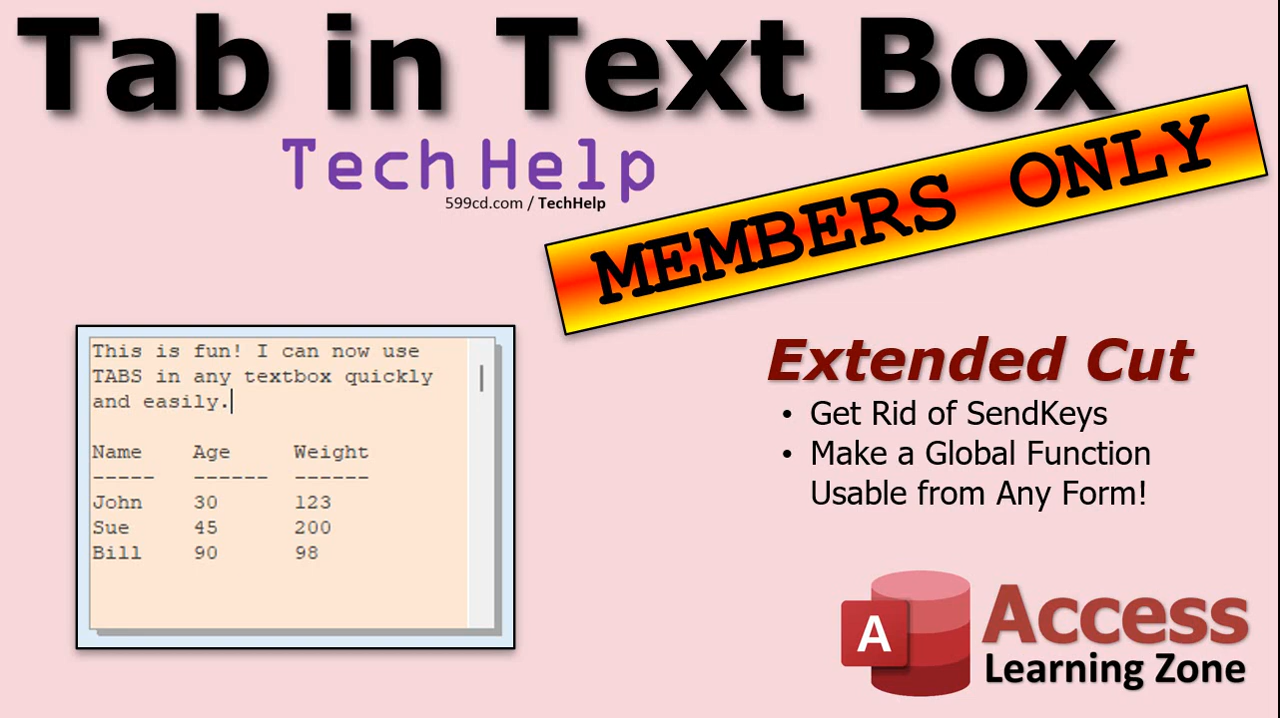 Tab in Text Box
TechHelp
599cd.com / TechHelp
MEMBERS ONLY
This is fun! I can now use
TABS in any textbox quickly
and easily.
Name Age Weight
----- ------ ------
John 30 123
Sue 45 200
Bill 90 98
Extended Cut
• Get Rid of SendKeys
• Make a Global Function
Usable from Any Form!
A
Access
Learning Zone